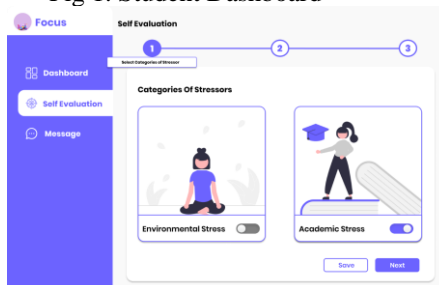 Fig 1. Student Dashboard
Focus
Self Evaluation
1
2
3
Select Categories of Stressor
Dashboard
Self Evaluation
Message
Categories Of Stressors
Environmental Stress
Academic Stress
Save
Next